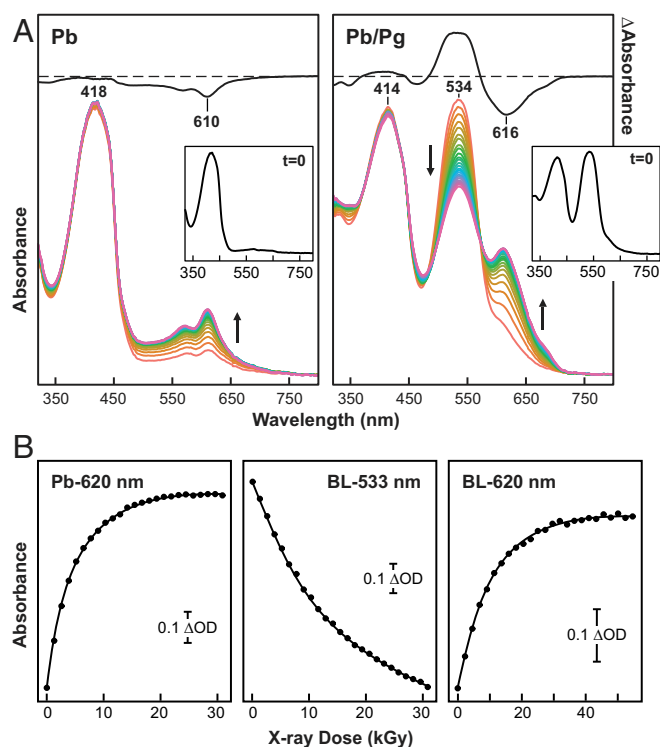 A
Pb
Pb/Pg
418
610
414
534
616
t=0
350 550 750
t=0
350 550 750
Absorbance
ΔAbsorbance
350 450 550 650 750
350 450 550 650 750
Wavelength (nm)
B
Pb-620 nm
BL-533 nm
BL-620 nm
0.1 ΔOD
0.1 ΔOD
0.1 ΔOD
Absorbance
0 10 20 30
0 10 20 30
0 20 40
X-ray Dose (kGy)